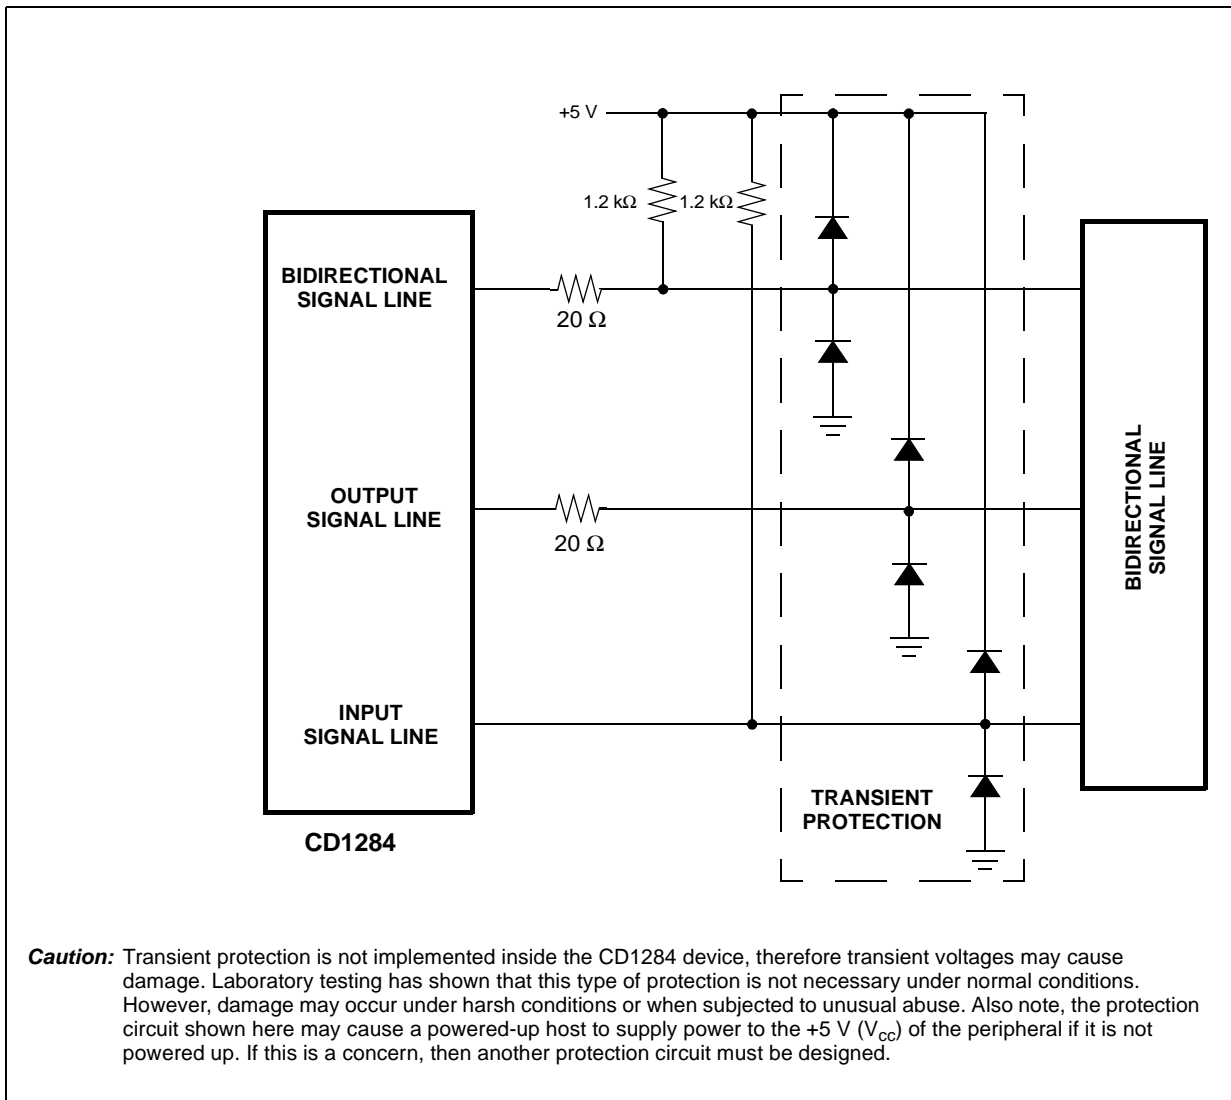 +5 V
1.2 kΩ
1.2 kΩ
BIDIRECTIONAL
SIGNAL LINE
20 Ω
OUTPUT
SIGNAL LINE
20 Ω
BIDIRECTIONAL
SIGNAL LINE
INPUT
SIGNAL LINE
TRANSIENT
PROTECTION
CD1284
Caution: Transient protection is not implemented inside the CD1284 device, therefore transient voltages may cause
damage. Laboratory testing has shown that this type of protection is not necessary under normal conditions.
However, damage may occur under harsh conditions or when subjected to unusual abuse. Also note, the protection
circuit shown here may cause a powered-up host to supply power to the +5 V (Vcc) of the peripheral if it is not
powered up. If this is a concern, then another protection circuit must be designed.